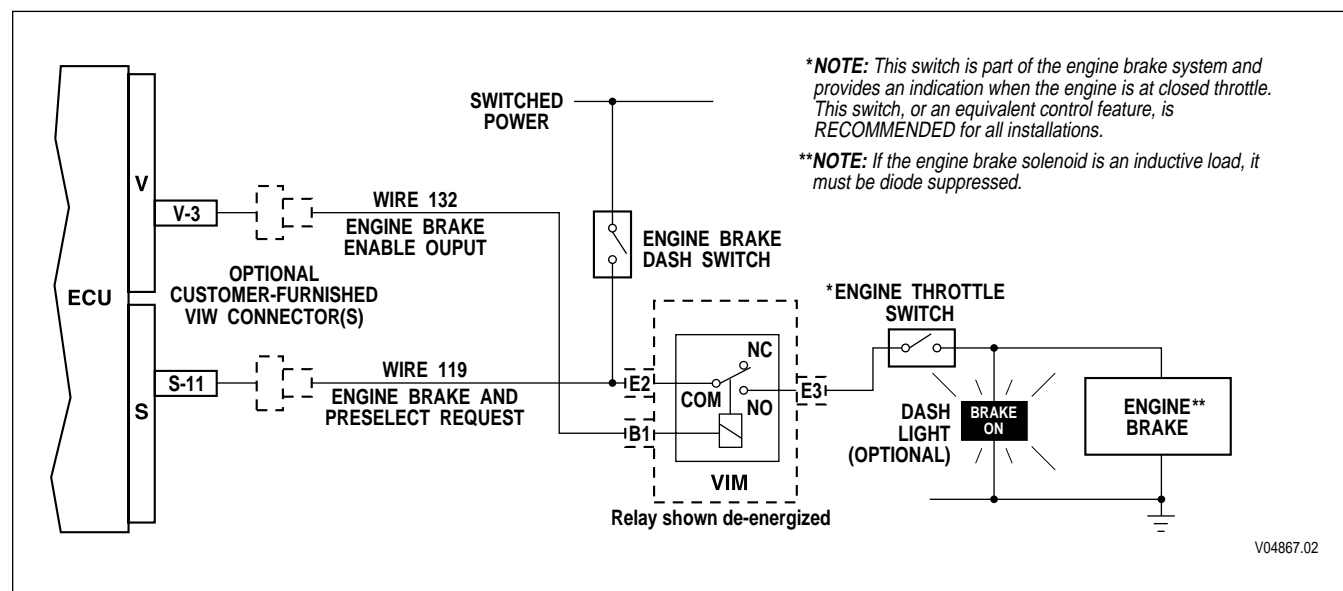 *NOTE: This switch is part of the engine brake system and
provides an indication when the engine is at closed throttle.
This switch, or an equivalent control feature, is
RECOMMENDED for all installations.
**NOTE: If the engine brake solenoid is an inductive load, it
must be diode suppressed.
SWITCHED
POWER
ECU
V
V-3
WIRE 132
ENGINE BRAKE
ENABLE OUPUT
ENGINE BRAKE
DASH SWITCH
OPTIONAL
CUSTOMER-FURNISHED
VIW CONNECTOR(S)
*ENGINE THROTTLE
SWITCH
S
S-11
WIRE 119
ENGINE BRAKE AND
PRESELECT REQUEST
E2
COM
NC
NO
E3
B1
VIM
Relay shown de-energized
DASH
LIGHT
(OPTIONAL)
BRAKE
ON
ENGINE**
BRAKE
V04867.02